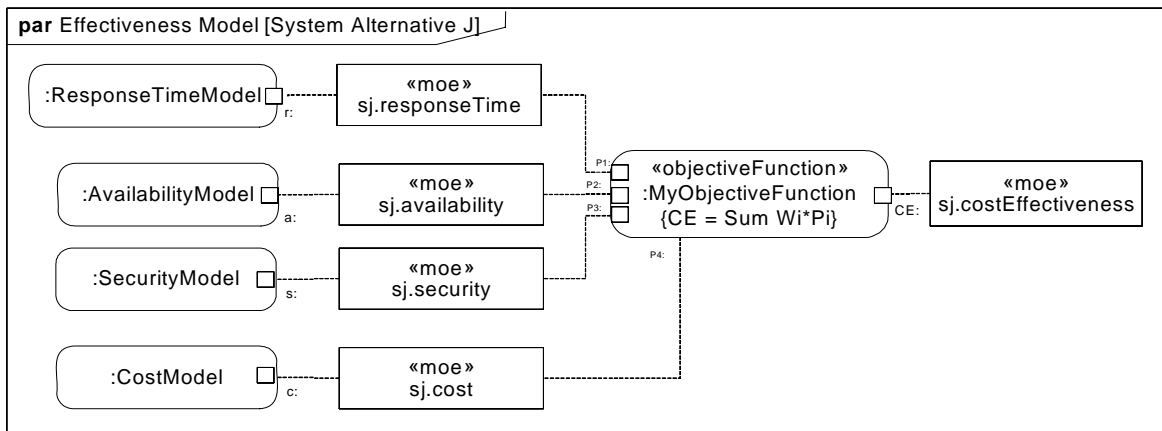 par Effectiveness Model [System Alternative J]
:ResponseTimeModel
r:
«moe»
sj.responseTime
:AvailabilityModel
a:
«moe»
sj.availability
:SecurityModel
s:
«moe»
sj.security
:CostModel
c:
«moe»
sj.cost
P1:
P2:
P3:
P4:
«objectiveFunction»
:MyObjectiveFunction
{CE = Sum Wi*Pi}
CE:
«moe»
sj.costEffectiveness